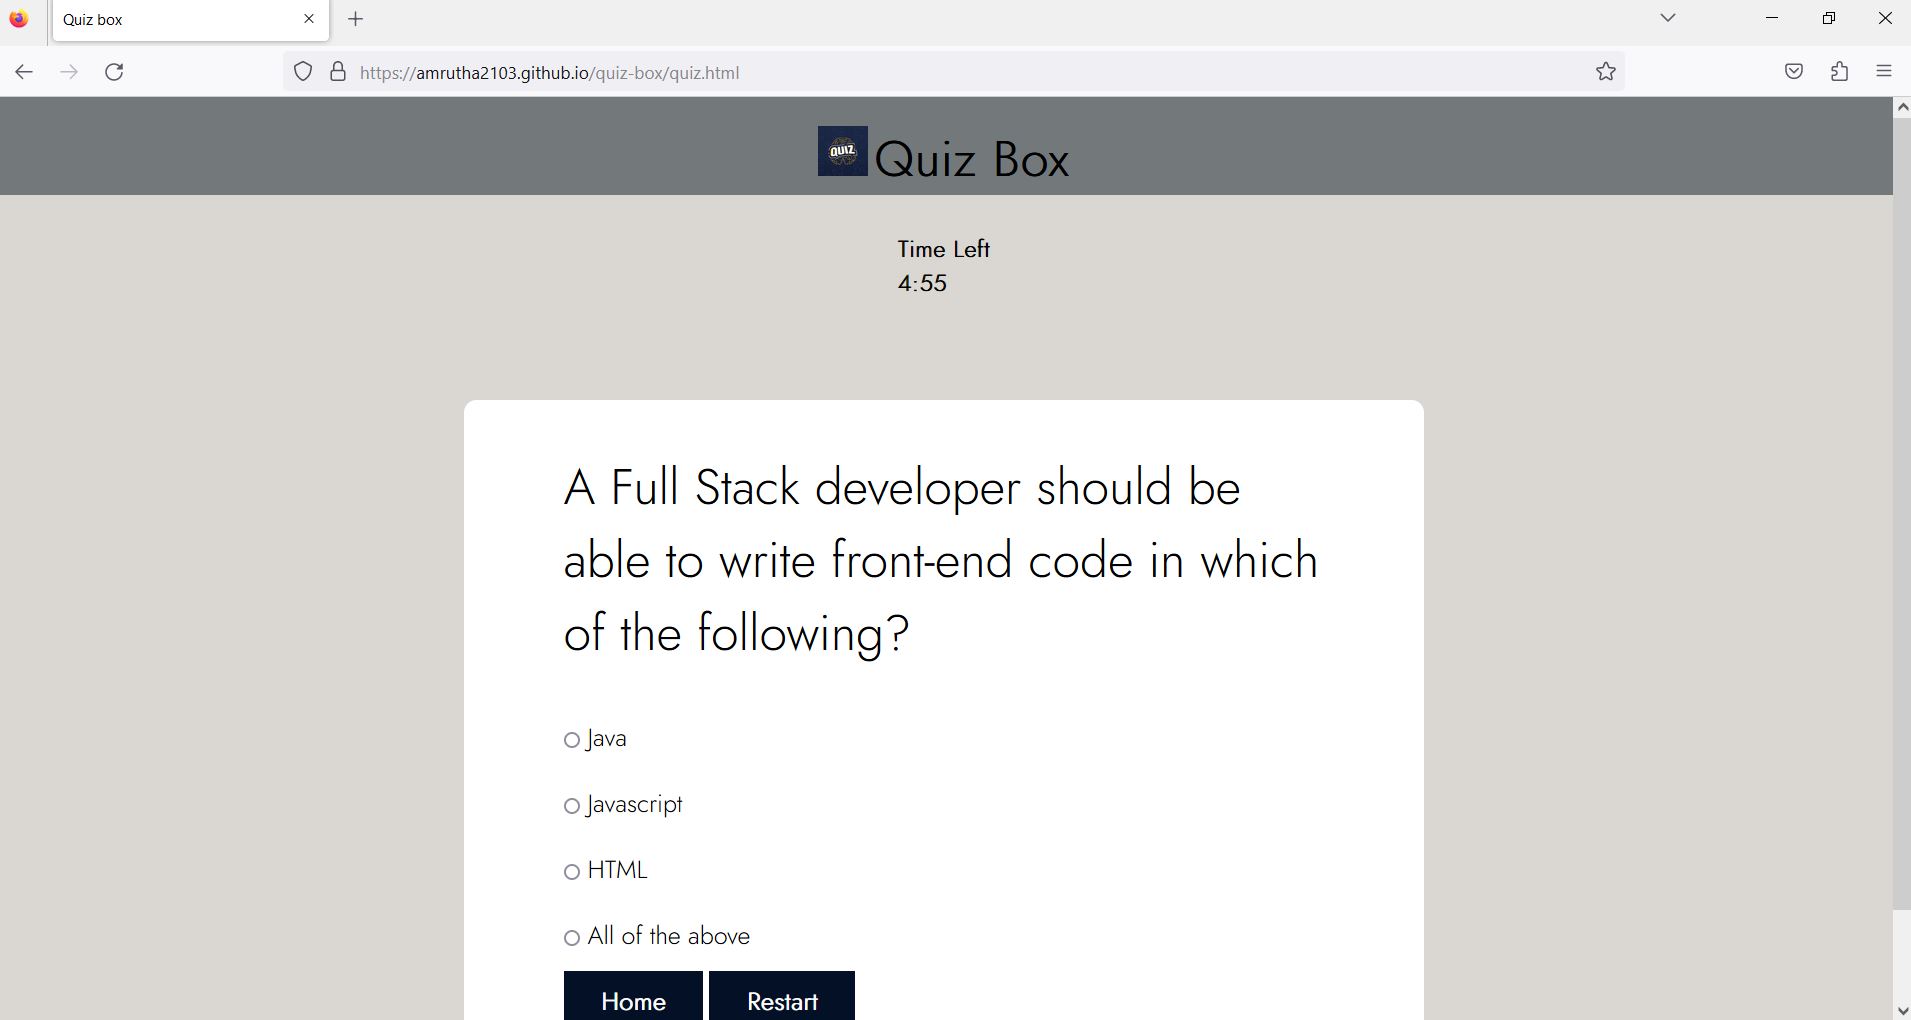 Quiz box
https://amrutha2103.github.io/quiz-box/quiz.html
QUIZ
Quiz Box
Time Left
4:55
A Full Stack developer should be
able to write front-end code in which
of the following?
Java
Javascript
HTML
All of the above
Home Restart